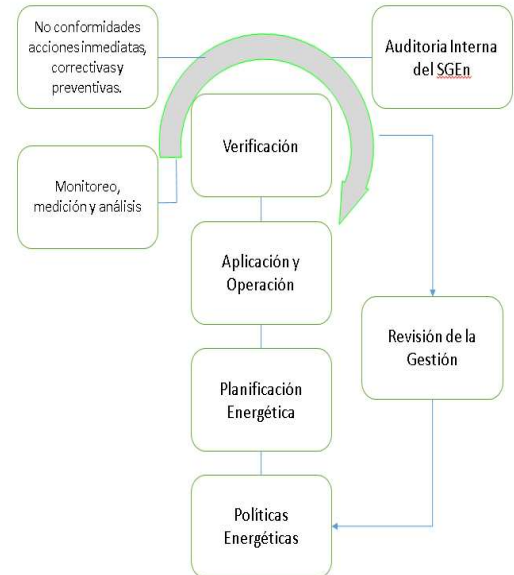 No conformidades
acciones inmediatas,
correctivas y
preventivas.
Auditoria Interna
del SGEn
Verificación
Monitoreo,
medición y análisis
Aplicación y
Operación
Revisión de la
Gestión
Planificación
Energética
Politicas
Energéticas